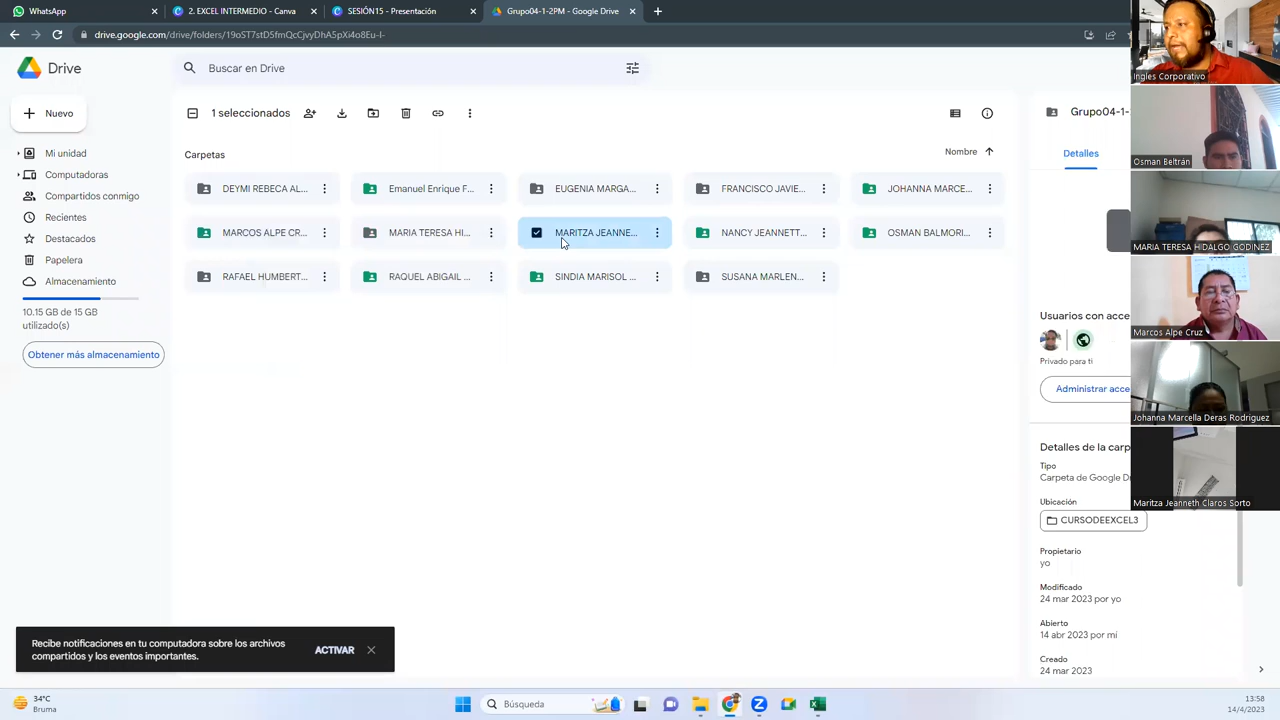 WhatsApp
2. EXCEL INTERMEDIO - Canva
SESIÓN15 - Presentación
Grupo04-1-2PM - Google Drive
drive.google.com/drive/folders/19oST7stD5fmQcCjvyDhA5pXi4o8Eu-I-
Drive
Buscar en Drive
Nuevo
1 seleccionados
Grupo04-1-
Mi unidad
Computadoras
Compartidos conmigo
Recientes
Destacados
Papelera
Almacenamiento
10.15 GB de 15 GB
utilizado(s)
Obtener más almacenamiento
Carpetas
Nombre
DEYMI REBECA AL...
Emanuel Enrique F...
EUGENIA MARGA...
FRANCISCO JAVIE...
JOHANNA MARCE...
MARCOS ALPE CR...
MARIA TERESA HI...
MARITZA JEANNE...
NANCY JEANNETT...
OSMAN BALMORI...
RAFAEL HUMBERT...
RAQUEL ABIGAIL ...
SINDIA MARISOL ...
SUSANA MARLEN...
Detalles
Usuarios con acce
Privado para ti
Administrar acce
Detalles de la carp
Tipo
Carpeta de Google Dr
Ubicación
CURSODEEXCEL3
Propietario
yo
Modificado
24 mar 2023 por yo
Abierto
14 abr 2023 por mí
Creado
24 mar 2023
Ingles Corporativo
Osman Beltrán
MARIA TERESA HIDALGO GODINEZ
Marcos Alpe Cruz
Johanna Marcella Deras Rodriguez
Maritza Jeanneth Claros Sorto
Recibe notificaciones en tu computadora sobre los archivos
compartidos y los eventos importantes.
ACTIVAR
34°C
Bruma
Búsqueda
13:58
14/4/2023